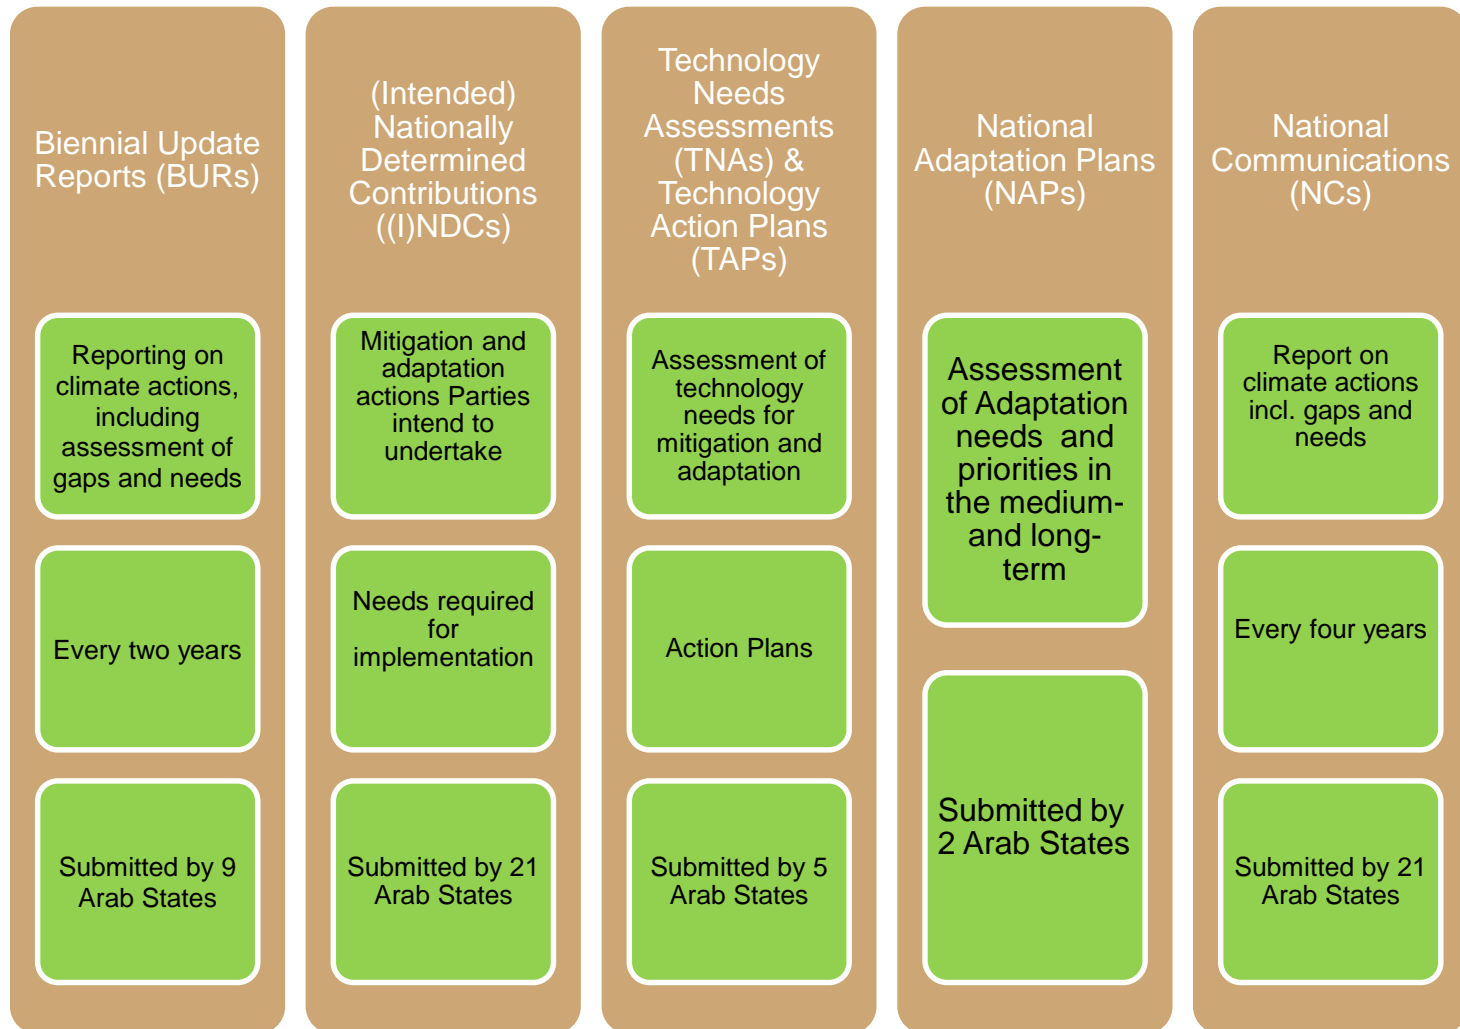 Biennial Update
Reports (BURs)
Reporting on
climate actions,
including
assessment of
gaps and needs
Every two years
Submitted by 9
Arab States
(Intended)
Nationally
Determined
Contributions
((I)NDCs)
Mitigation and
adaptation
actions Parties
intend to
undertake
Needs required
for
implementation
Submitted by 21
Arab States
Technology
Needs
Assessments
(TNAs) &
Technology
Action Plans
(TAPs)
Assessment of
technology
needs for
mitigation and
adaptation
Action Plans
Submitted by 5
Arab States
National
Adaptation Plans
(NAPs)
Assessment
of Adaptation
needs and
priorities in
the medium-
and long-
term
Submitted by
2 Arab States
National
Communications
(NCs)
Report on
climate actions
incl. gaps and
needs
Every four years
Submitted by 21
Arab States